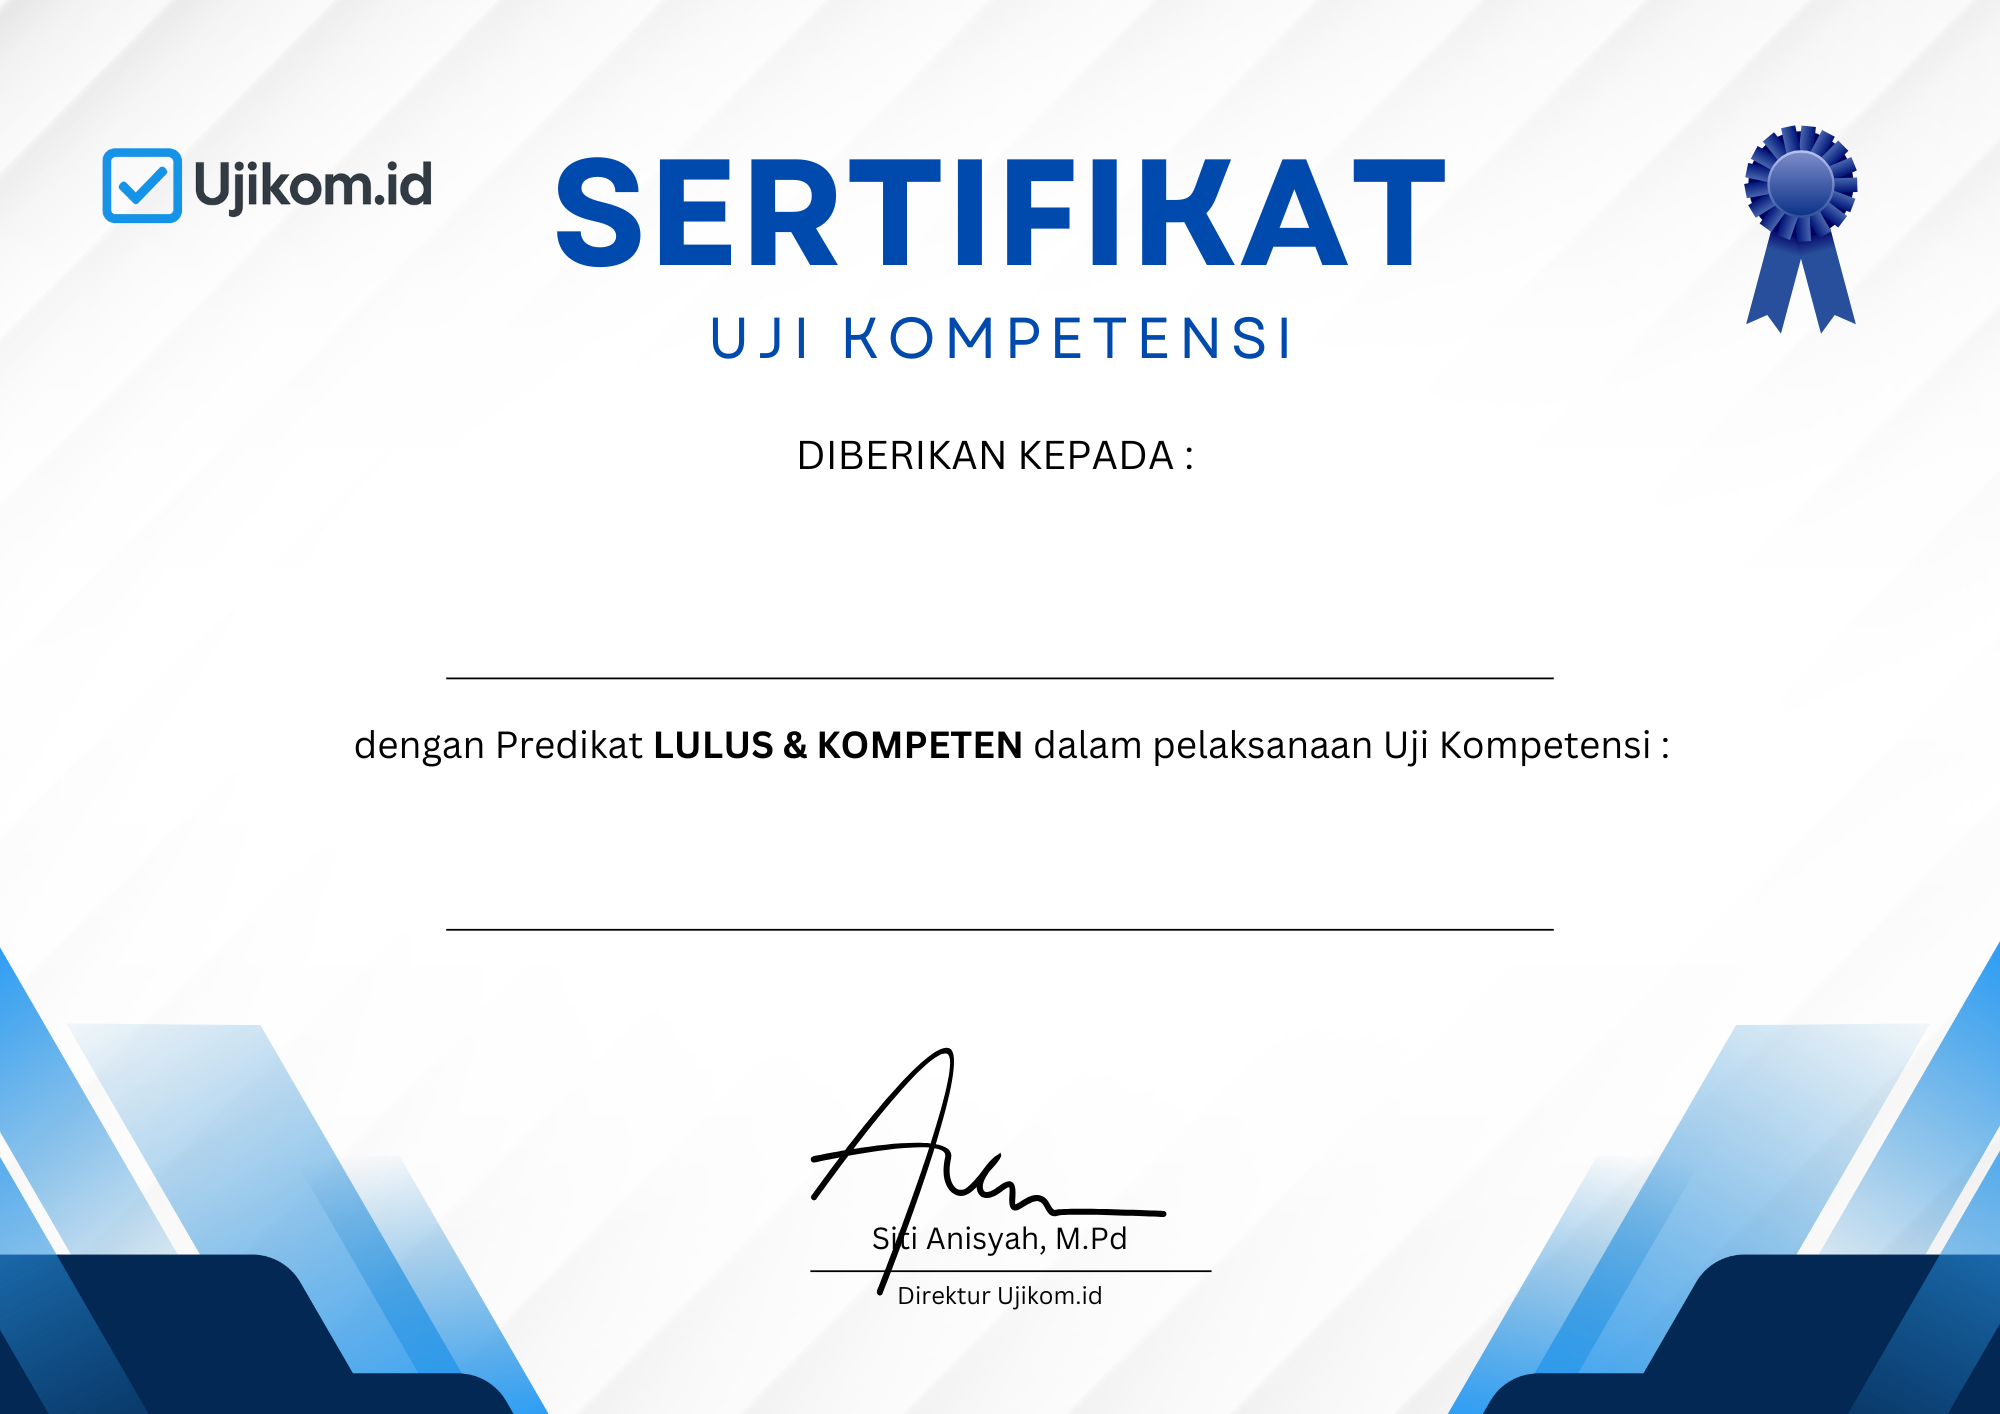 Ujikom.id
SERTIFIKAT
UJI KOMPETENSI
DIBERIKAN KEPADA :
dengan Predikat LULUS & KOMPETEN dalam pelaksanaan Uji Kompetensi :
Siti Anisyah, M.Pd
Direktur Ujikom.id